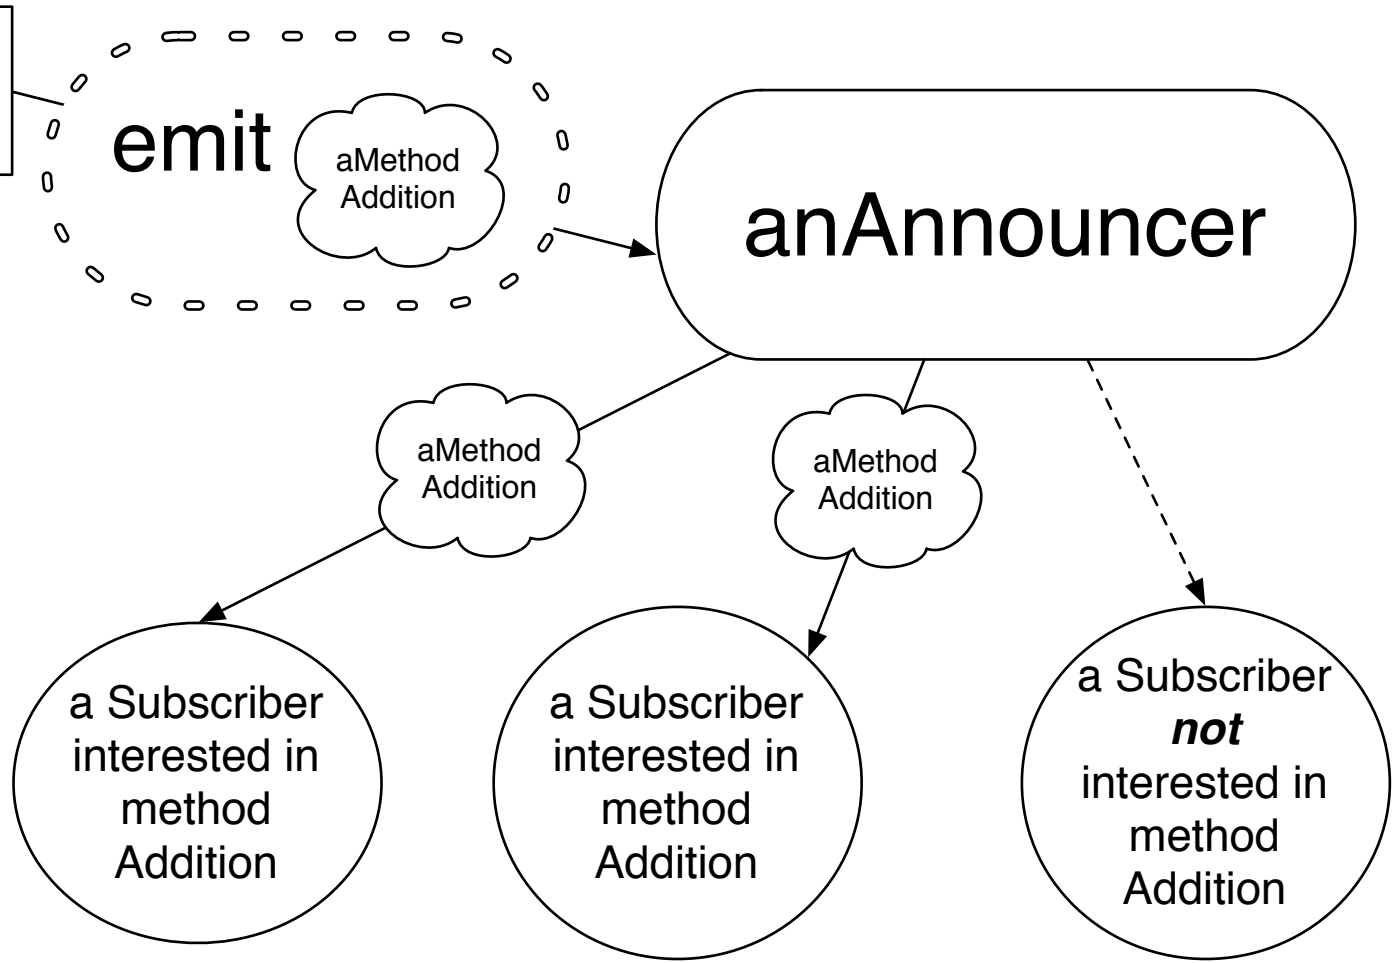 emit
aMethod
Addition
anAnnouncer
aMethod
Addition
aMethod
Addition
a Subscriber
interested in
method
Addition
a Subscriber
interested in
method
Addition
a Subscriber
not
interested in
method
Addition